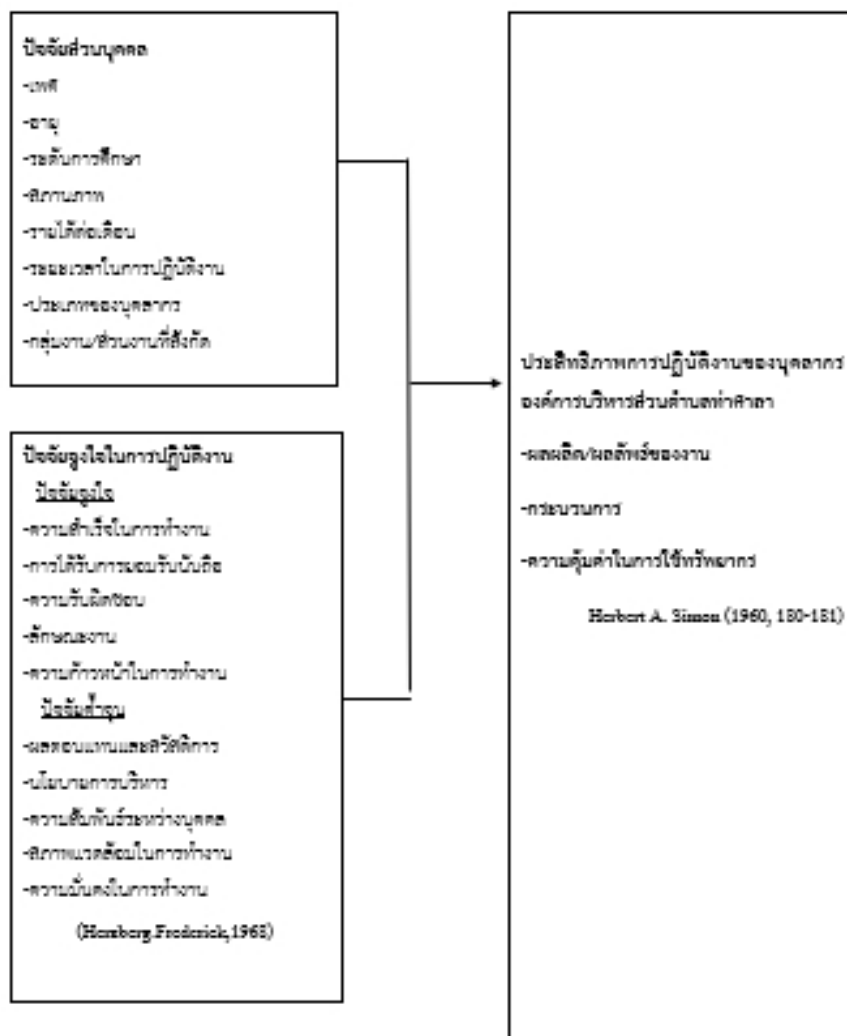 ปัจจัยส่วนบุคคล
-เพศ
-อายุ
-ระดับการศึกษา
-สถานภาพ
-รายได้ต่อเดือน
-ระยะเวลาในการปฏิบัติงาน
-ประเภทของบุคลากร
-กลุ่มงาน/ส่วนงานที่สังกัด
ปัจจัยจูงใจในการปฏิบัติงาน
ปัจจัยจูงใจ
-ความสำเร็จในการทำงาน
-การได้รับการยอมรับนับถือ
-ความรับผิดชอบ
-ลักษณะงาน
-ความก้าวหน้าในการทำงาน
ปัจจัยค้ำจุน
-ผลตอบแทนและสวัสดิการ
-นโยบายการบริหาร
-ความสัมพันธ์ระหว่างบุคคล
-สภาพแวดล้อมในการทำงาน
-ความมั่นคงในการทำงาน
(Herzberg.Frederick,1968)
ประสิทธิภาพการปฏิบัติงานของบุคลากร
องค์การบริหารส่วนตำบลท่าศาลา
-ผลผลิต/ผลลัพธ์ของงาน
-กระบวนการ
-ความคุ้มค่าในการใช้ทรัพยากร
Herbert A. Simon (1960, 180-181)